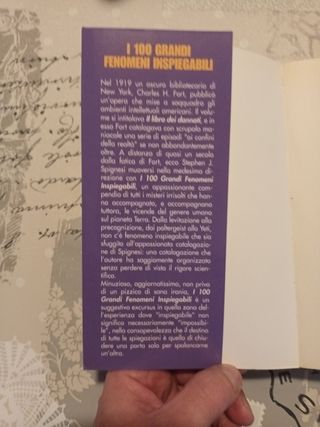 I 100 GRANDI
FENOMENI INSPIEGABILI
Nel 1919 un oscuro bibliotecario di
New York, Charles H. Fort, pubblicò
un'opera che mise a soqquadro gli
ambienti intellettuali americani. Il volu-
me si intitolava Il libro dei dannati, e in
esso Fort catalogava con scrupolo ma-
niacale una serie di episodi "ai confini
della realtà" se non abbondantemente
oltre. A distanza di quasi un secolo
dalla fatica di Fort, ecco Stephen J.
Spignesi muoversi nella medesima di-
rezione con I 100 Grandi Fenomeni
Inspiegabili, un appassionante compen-
dio di tutti i misteri irrisolti che han-
no accompagnato, e accompagnano
tuttora, le vicende del genere umano
sul pianeta Terra. Dalla levitazione alla
precognizione, dai poltergeist allo Yeti,
non c'è fenomeno inspiegabile che sia
sfuggito all'appassionata catalogazio-
ne di Spignesi: una catalogazione che
l'autore ha saggiamente organizzato
senza perdere di vista il rigore scien-
tifico.
Minuzioso, aggiornatissimo, non privo
di un pizzico di sana ironia, I 100
Grandi Fenomeni Inspiegabili è un
suggestivo excursus in quella zona del-
l'esperienza dove "inspiegabile" non
significa necessariamente "impossibi-
le", nella consapevolezza che il destino
di tutte le spiegazioni è quello di chiu-
dere una porta solo per spalancarne
un'altra.
E S